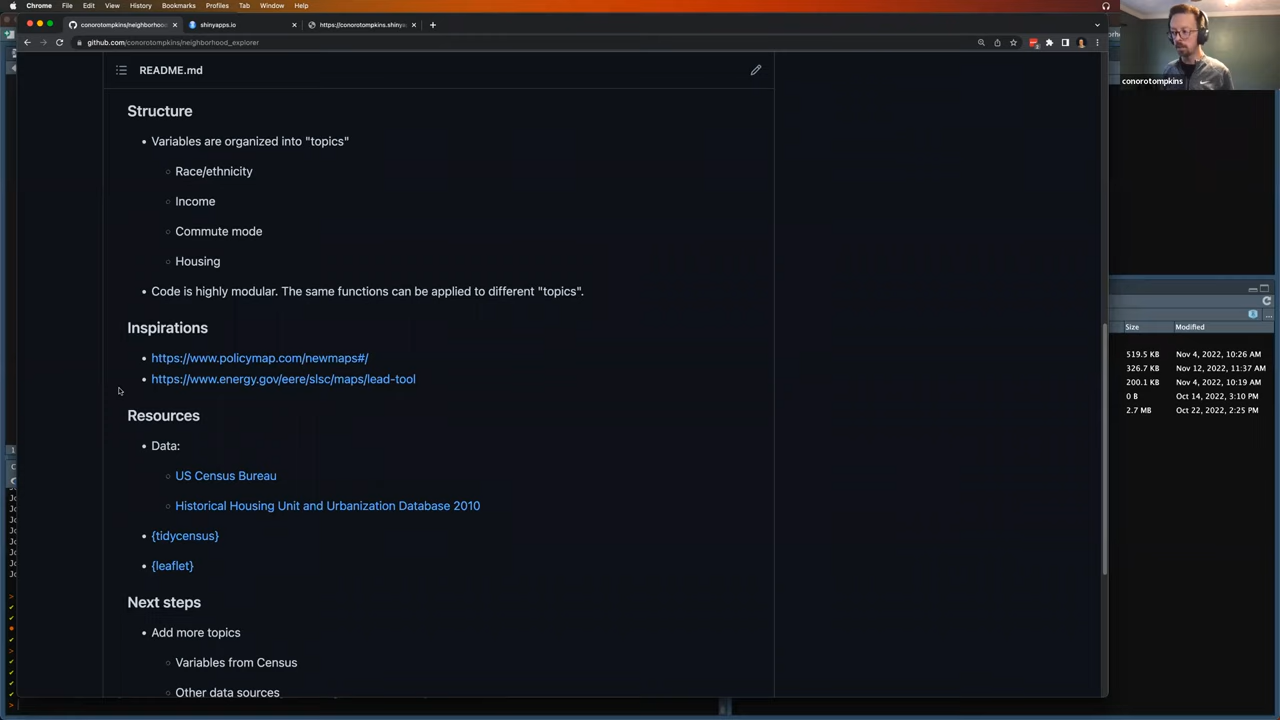 Chrome File Edit View History Bookmarks Profiles Tab Window Help
conorotompkins/neighborhood
shinyapps.io
https://conorotompkins.shinya
github.com/conorotompkins/neighborhood_explorer
conorotompkins
README.md
Structure
Variables are organized into "topics"
Race/ethnicity
Income
Commute mode
Housing
Code is highly modular. The same functions can be applied to different "topics".
Inspirations
https://www.policymap.com/newmaps#/
https://www.energy.gov/eere/slsc/maps/lead-tool
Resources
Data:
US Census Bureau
Historical Housing Unit and Urbanization Database 2010
{tidycensus}
{leaflet}
Next steps
Add more topics
Variables from Census
Other data sources
Size Modified
519.5 KB Nov 4, 2022, 10:26 AM
326.7 KB Nov 12, 2022, 11:37 AM
200.1 KB Nov 4, 2022, 10:19 AM
0 B Oct 14, 2022, 3:10 PM
2.7 MB Oct 22, 2022, 2:25 PM